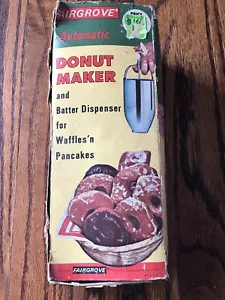 FAIRGROVE
Automatic
DONUT
MAKER
and
Batter Dispenser
for
Waffles'n
Pancakes
FAIRGROVE